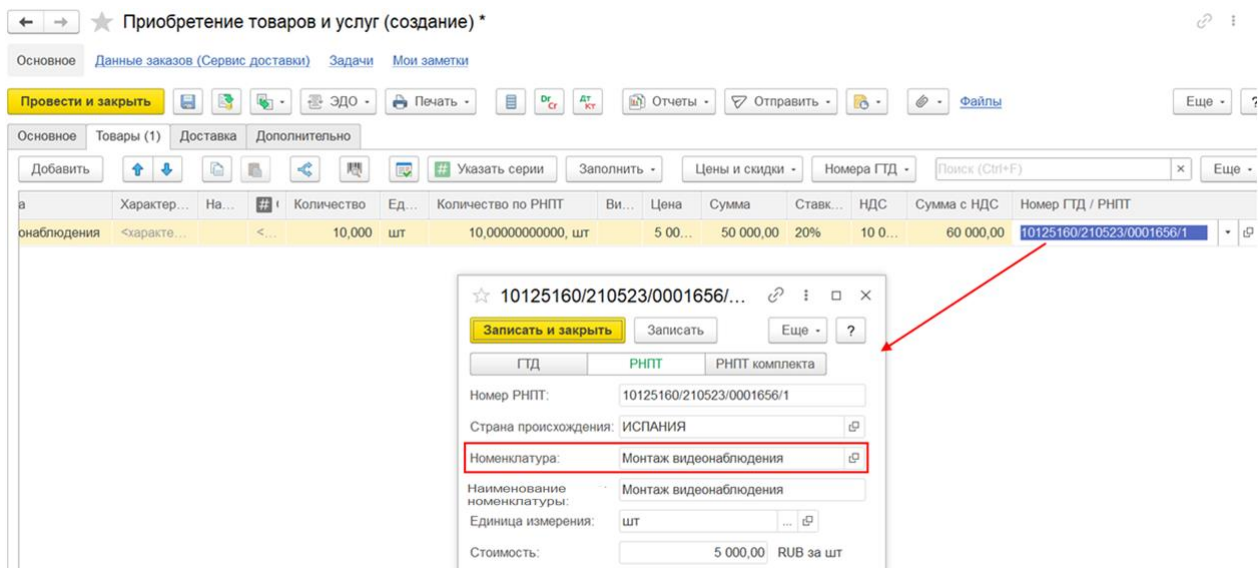 Приобретение товаров и услуг (создание) *
Основное Данные заказов (Сервис доставки) Задачи Мои заметки
Провести и закрыть ЭДО Печать Dr Cr Дт Кт Отчеты Отправить Файлы Еще ?
Основное Товары (1) Доставка Дополнительно
Добавить # Указать серии Заполнить Цены и скидки Номера ГТД Поиск (Ctrl+F) × Еще
а Характер... На... # Количество Ед... Количество по РНПТ Ви... Цена Сумма Ставк... НДС Сумма с НДС Номер ГТД / РНПТ
онаблюдения <характе... <... 10,000 шт 10,00000000000, шт 5 00... 50 000,00 20% 10 0... 60 000,00 10125160/210523/0001656/1
10125160/210523/0001656/...
Записать и закрыть Записать Еще ?
ГТД РНПТ РНПТ комплекта
Номер РНПТ: 10125160/210523/0001656/1
Страна происхождения: ИСПАНИЯ
Номенклатура: Монтаж видеонаблюдения
Наименование номенклатуры: Монтаж видеонаблюдения
Единица измерения: шт ...
Стоимость: 5 000,00 RUB за шт